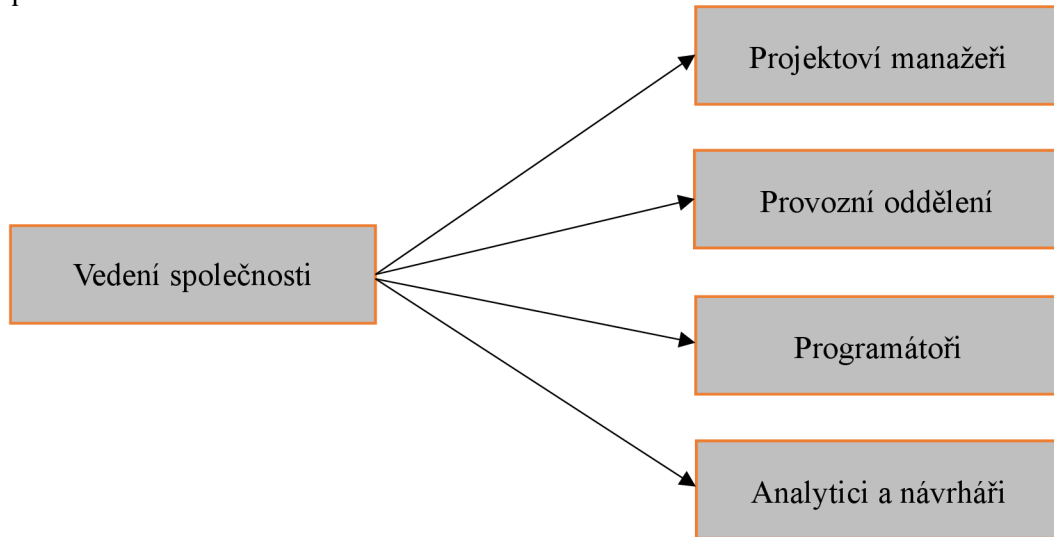 Projektoví manažeři
Provozní oddělení
Vedení společnosti
Programátoři
Analytici a návrháři